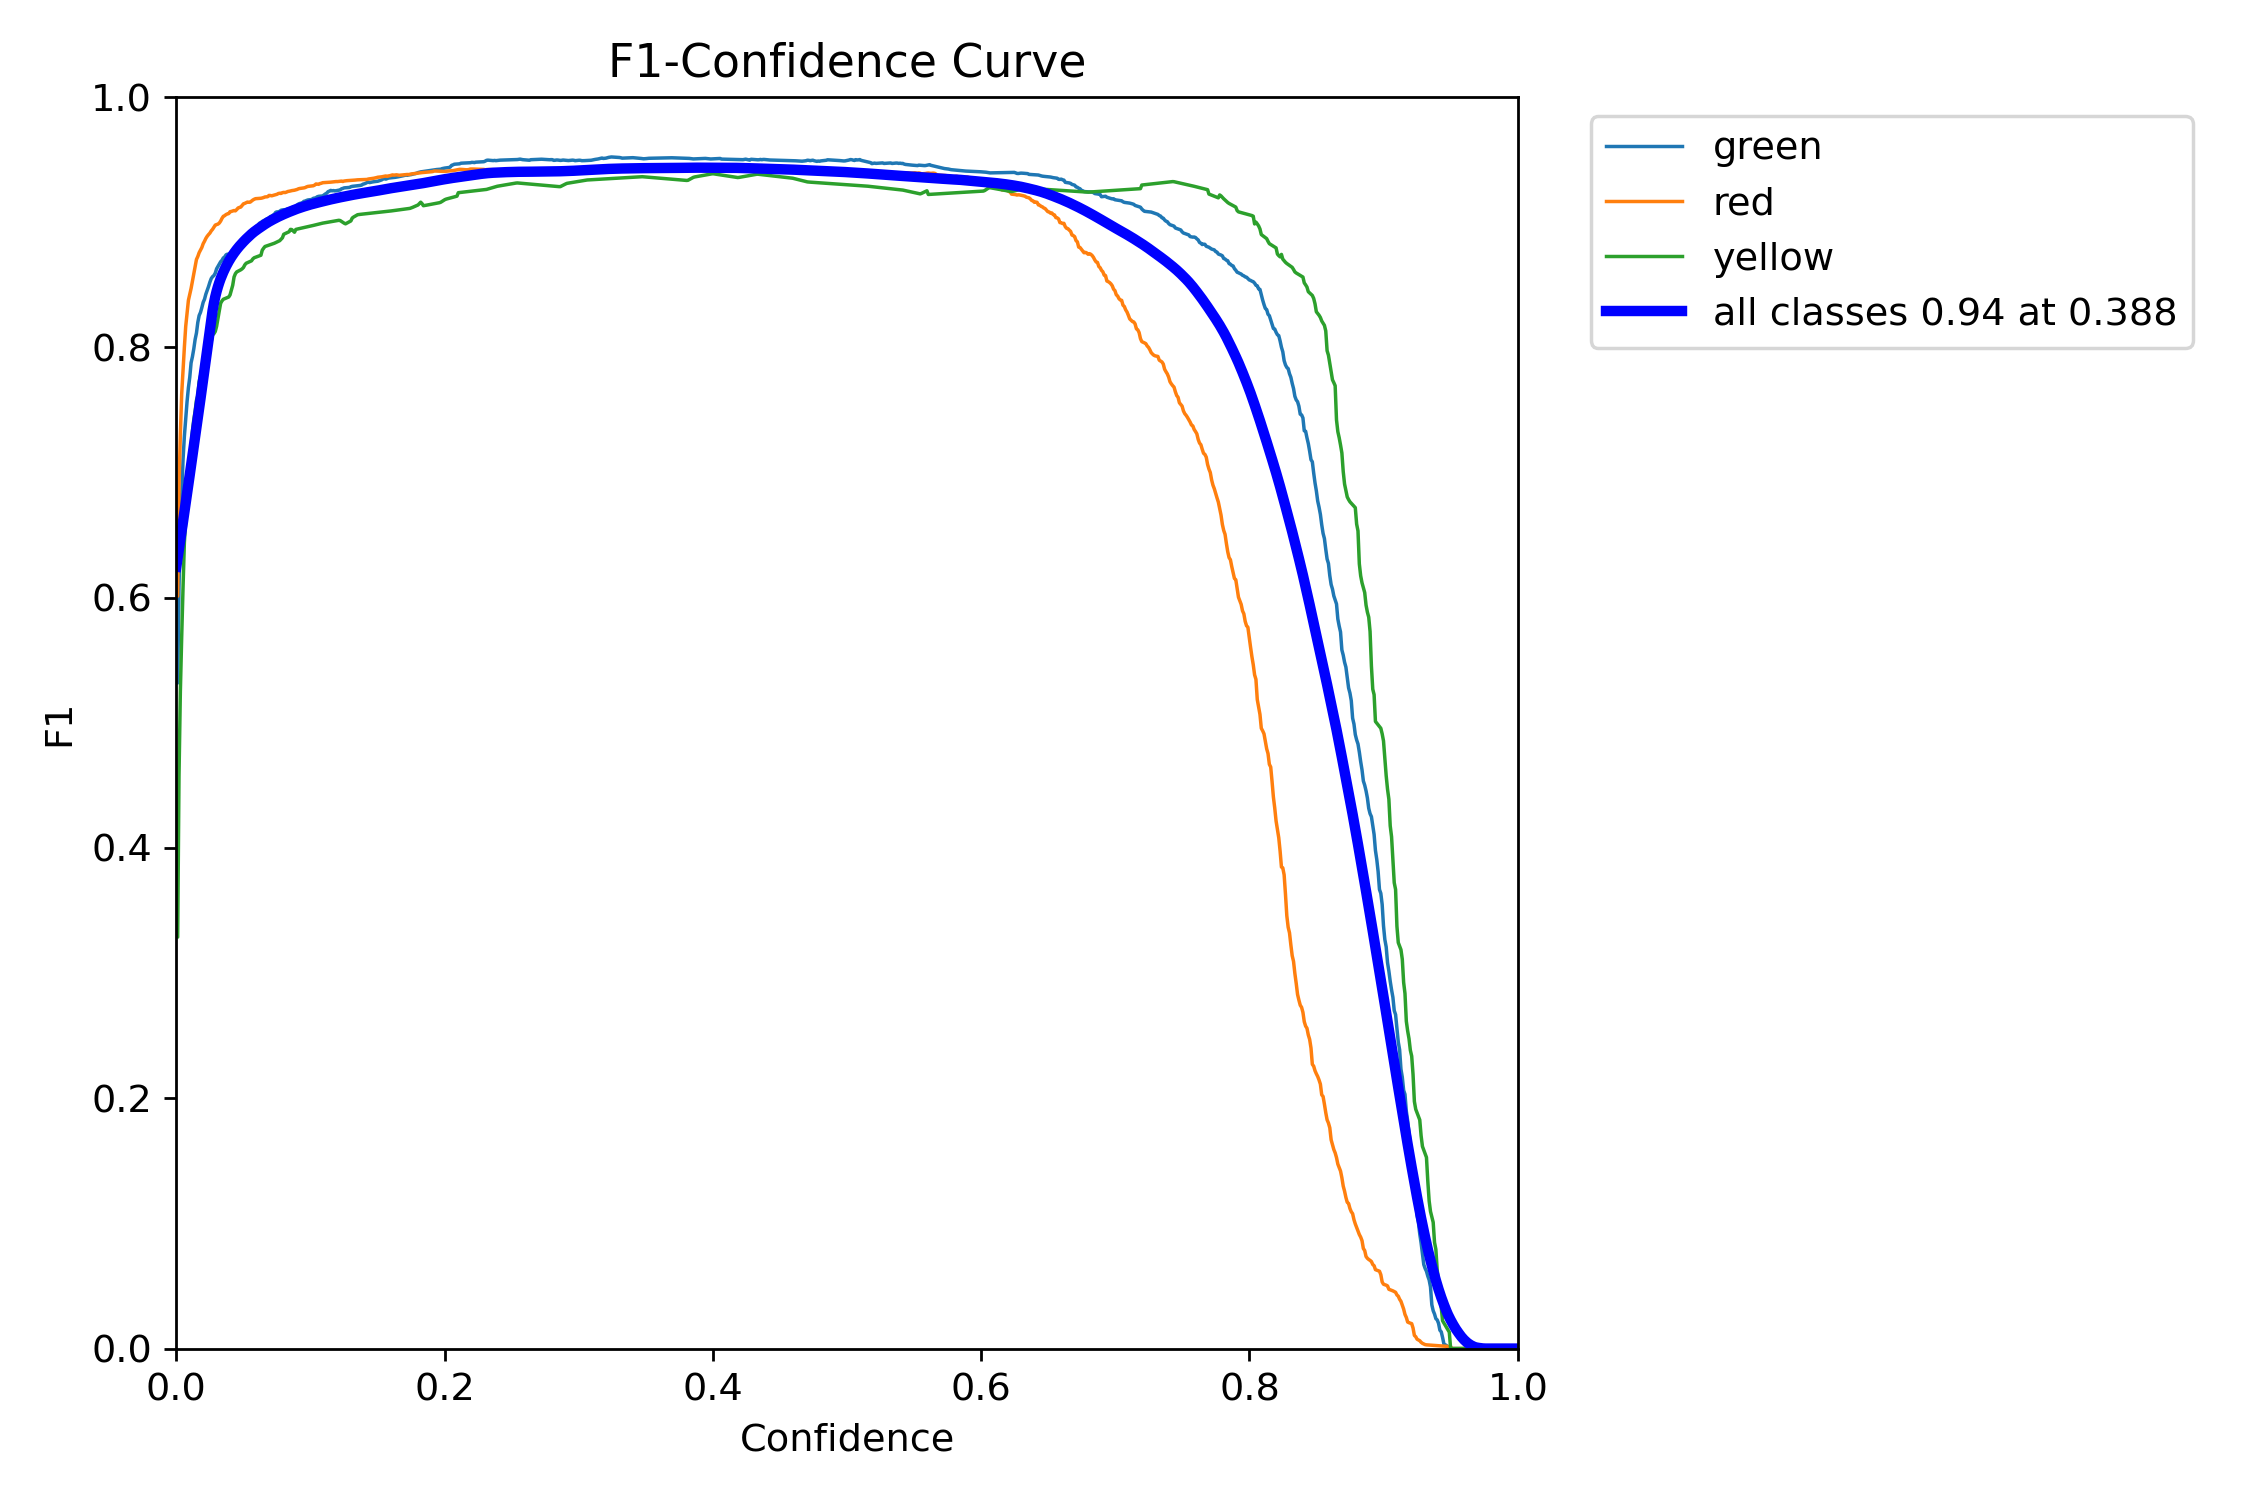 F1-Confidence Curve
1.0
0.8
0.6
0.4
0.2
0.0
F1
0.0 0.2 0.4 0.6 0.8 1.0
Confidence
green
red
yellow
all classes 0.94 at 0.388